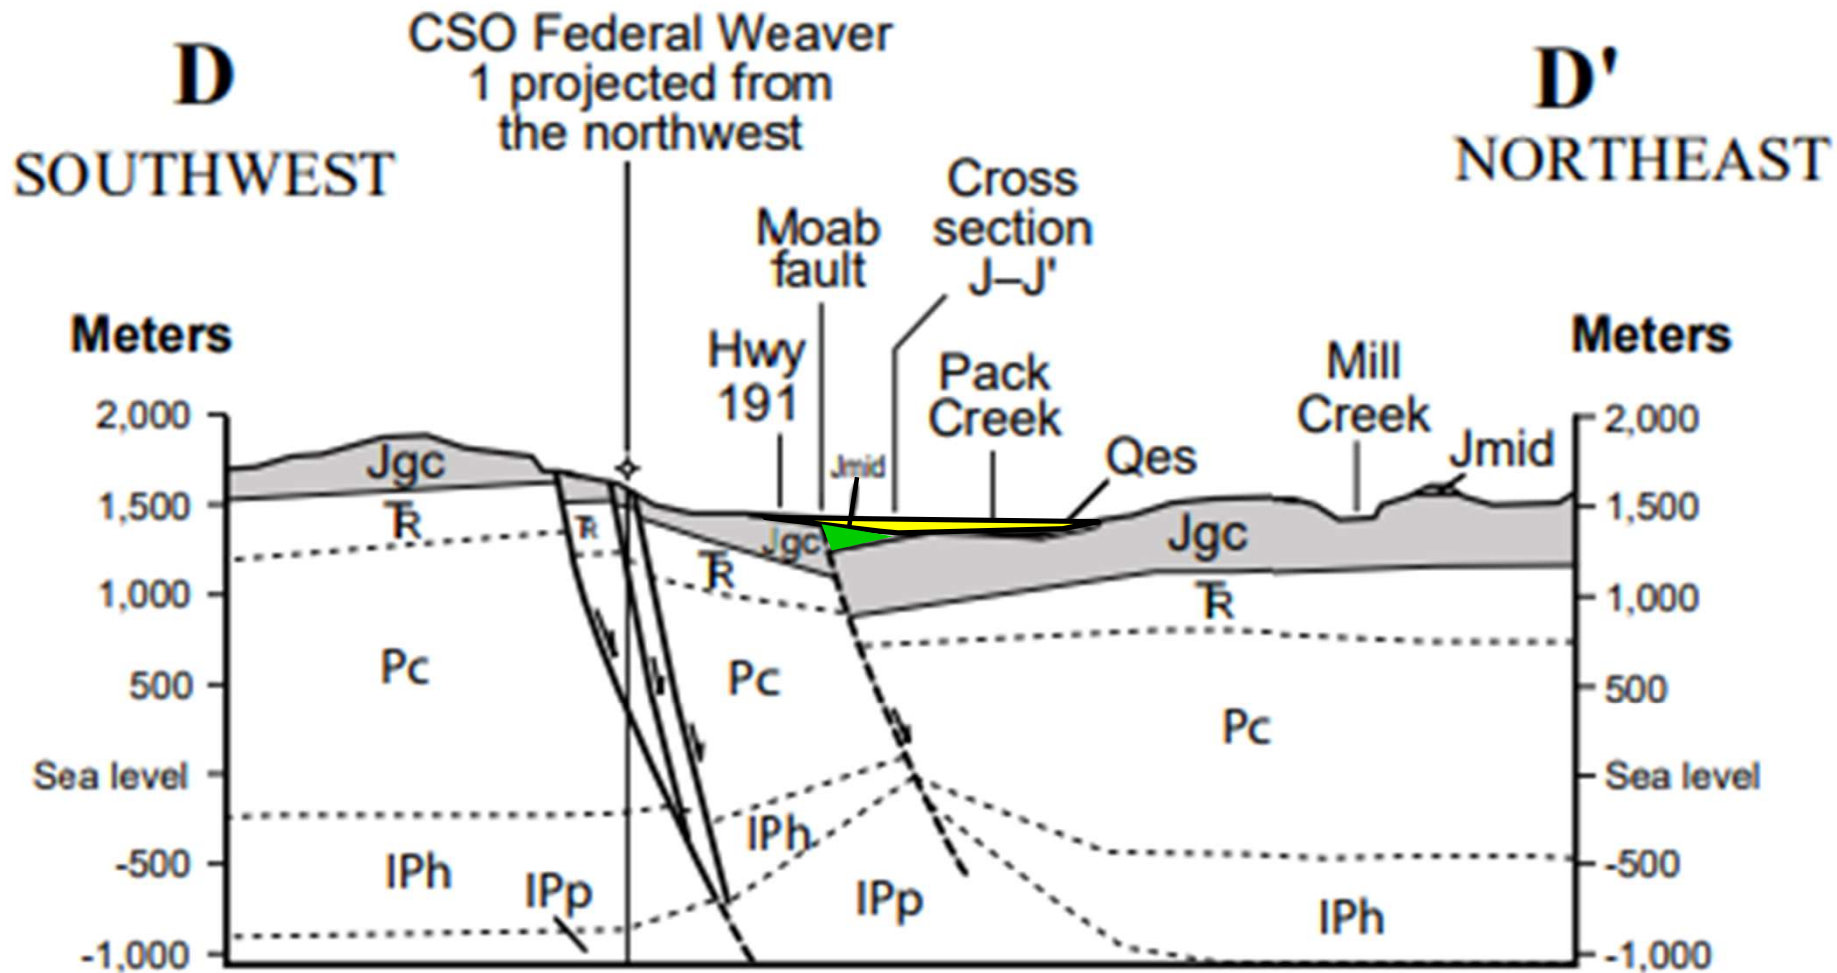 D
SOUTHWEST
CSO Federal Weaver
1 projected from
the northwest
D'
NORTHEAST
Cross
section
J–J'
Moab
fault
Hwy
191
Pack
Creek
Mill
Creek
Jmid
Qes
Jmid
Meters
2,000
1,500
1,000
500
Sea level
-500
-1,000
Meters
2,000
1,500
1,000
500
Sea level
-500
-1,000
Jgc
TR
TR
Jgc
TR
Jgc
TR
Pc
Pc
Pc
IPh
IPp
IPh
IPp
IPh